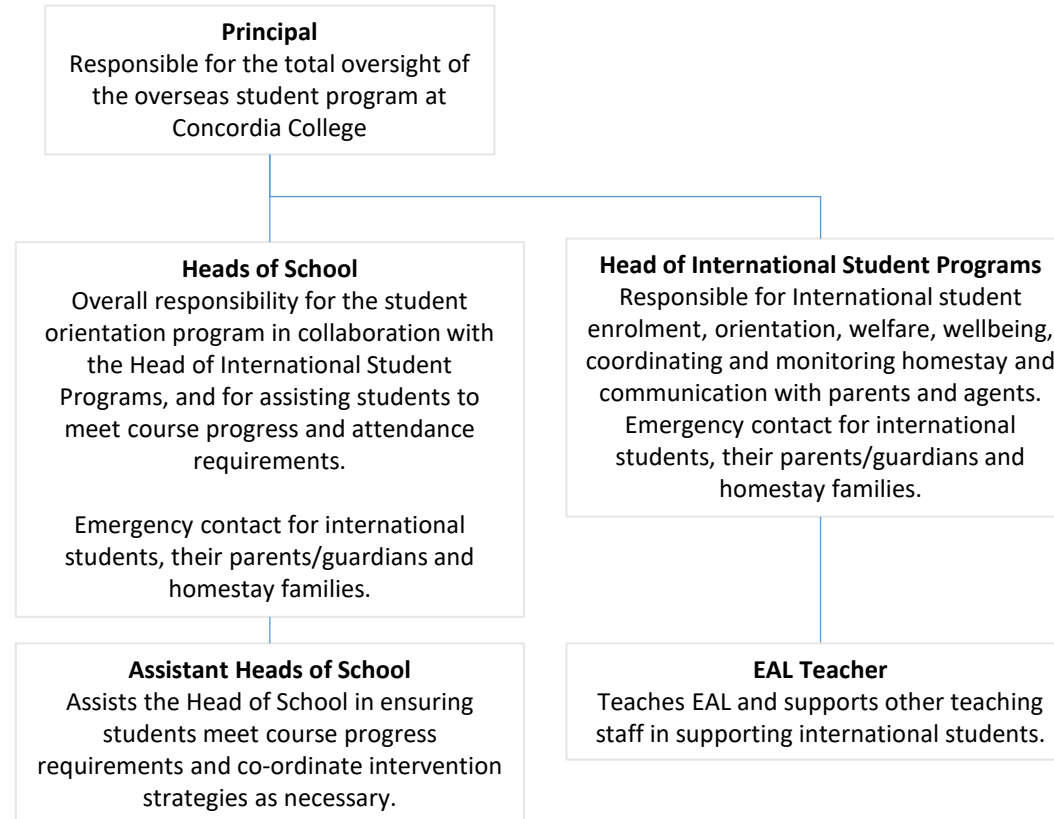 Principal
Responsible for the total oversight of
the overseas student program at
Concordia College
Heads of School
Overall responsibility for the student
orientation program in collaboration with
the Head of International Student
Programs, and for assisting students to
meet course progress and attendance
requirements.
Emergency contact for international
students, their parents/guardians and
homestay families.
Head of International Student Programs
Responsible for International student
enrolment, orientation, welfare, wellbeing,
coordinating and monitoring homestay and
communication with parents and agents.
Emergency contact for international
students, their parents/guardians and
homestay families.
Assistant Heads of School
Assists the Head of School in ensuring
students meet course progress
requirements and co-ordinate intervention
strategies as necessary.
EAL Teacher
Teaches EAL and supports other teaching
staff in supporting international students.